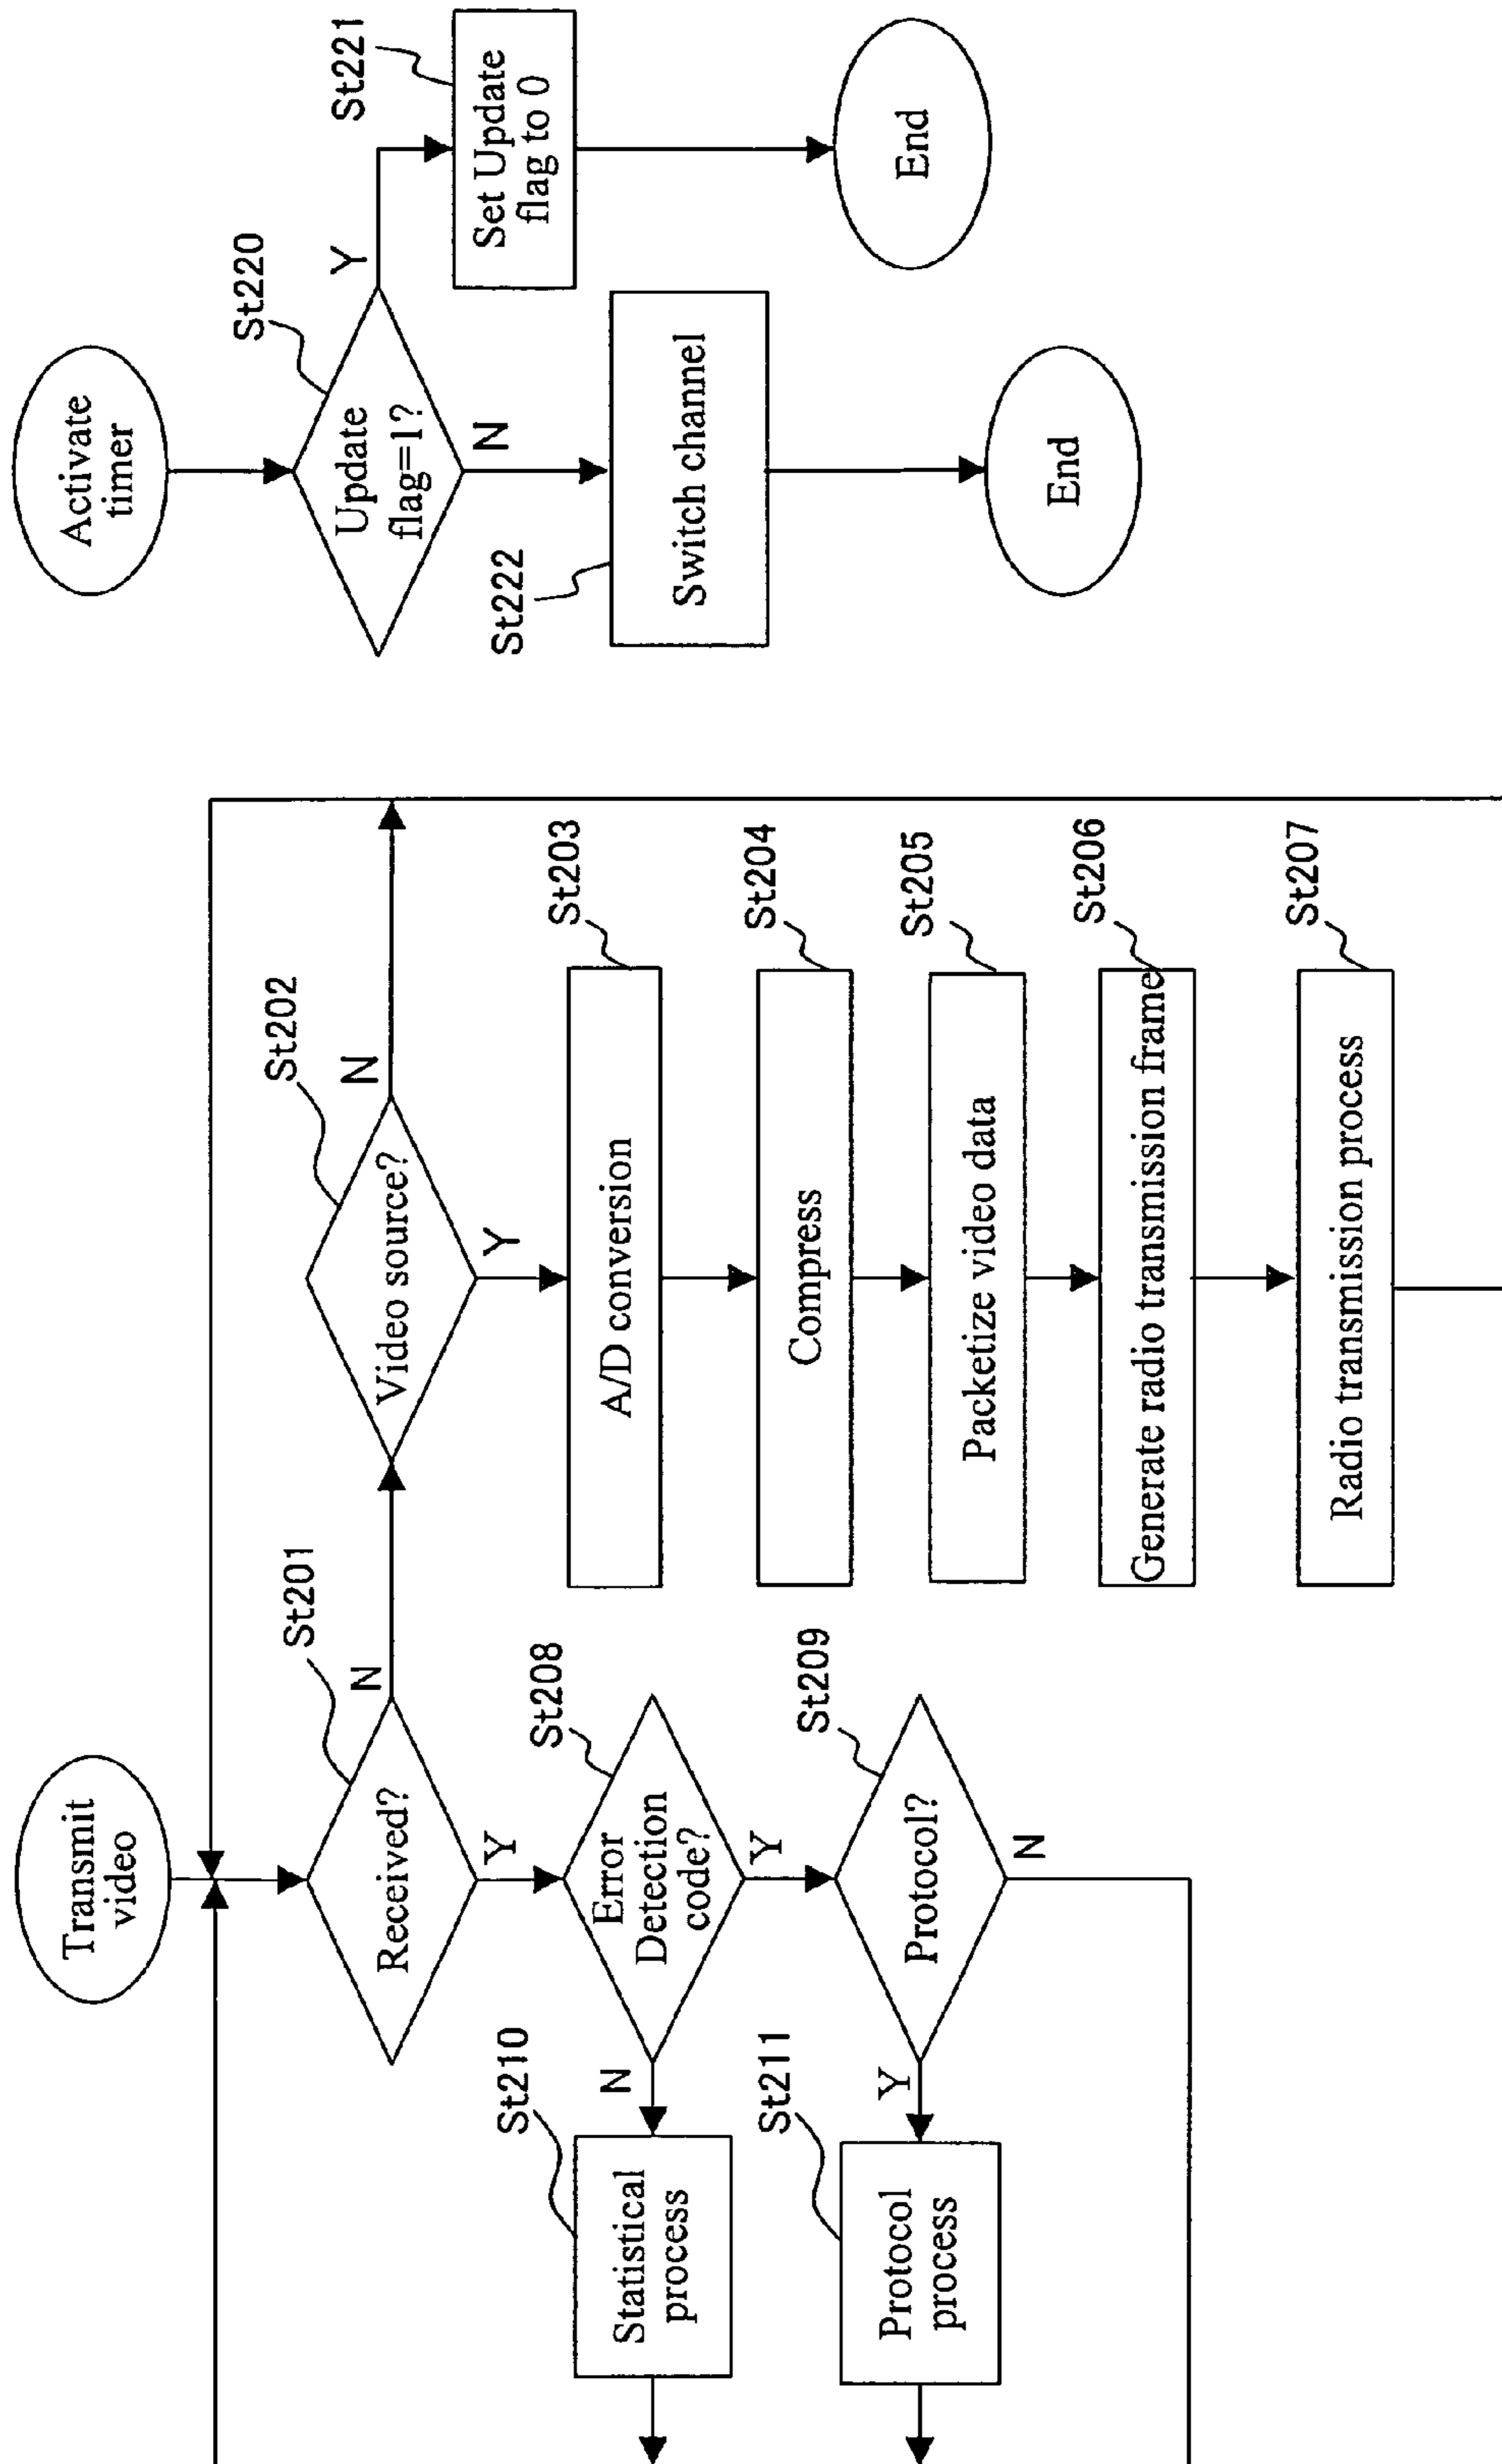 Transmit
video
St201
Received?
N
Y
St202
Video source?
N
Y
St203
A/D conversion
St204
Compress
St205
Packetize video data
St206
Generate radio transmission frame
St207
Radio transmission process
St208
Error
Detection
code?
N
Y
St210
Statistical
process
St209
Protocol?
Y
N
St211
Protocol
process
Activate
timer
St220
Update
flag=1?
Y
N
St221
Set Update
flag to 0
End
St222
Switch channel
End